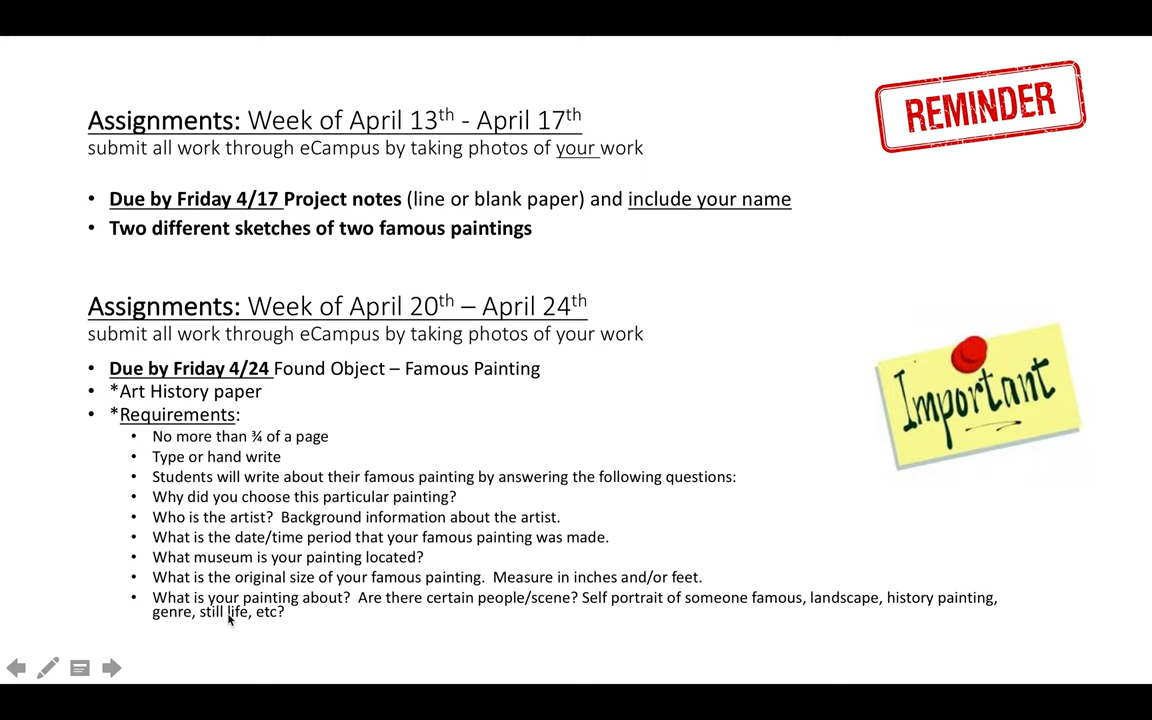 REMINDER
Assignments: Week of April 13th - April 17th
submit all work through eCampus by taking photos of your work
• Due by Friday 4/17 Project notes (line or blank paper) and include your name
• Two different sketches of two famous paintings
Assignments: Week of April 20th – April 24th
submit all work through eCampus by taking photos of your work
• Due by Friday 4/24 Found Object – Famous Painting
• *Art History paper
• *Requirements:
• No more than ¾ of a page
• Type or hand write
• Students will write about their famous painting by answering the following questions:
• Why did you choose this particular painting?
• Who is the artist?  Background information about the artist.
• What is the date/time period that your famous painting was made.
• What museum is your painting located?
• What is the original size of your famous painting.  Measure in inches and/or feet.
• What is your painting about?  Are there certain people/scene? Self portrait of someone famous, landscape, history painting,
genre, still life, etc?
Important